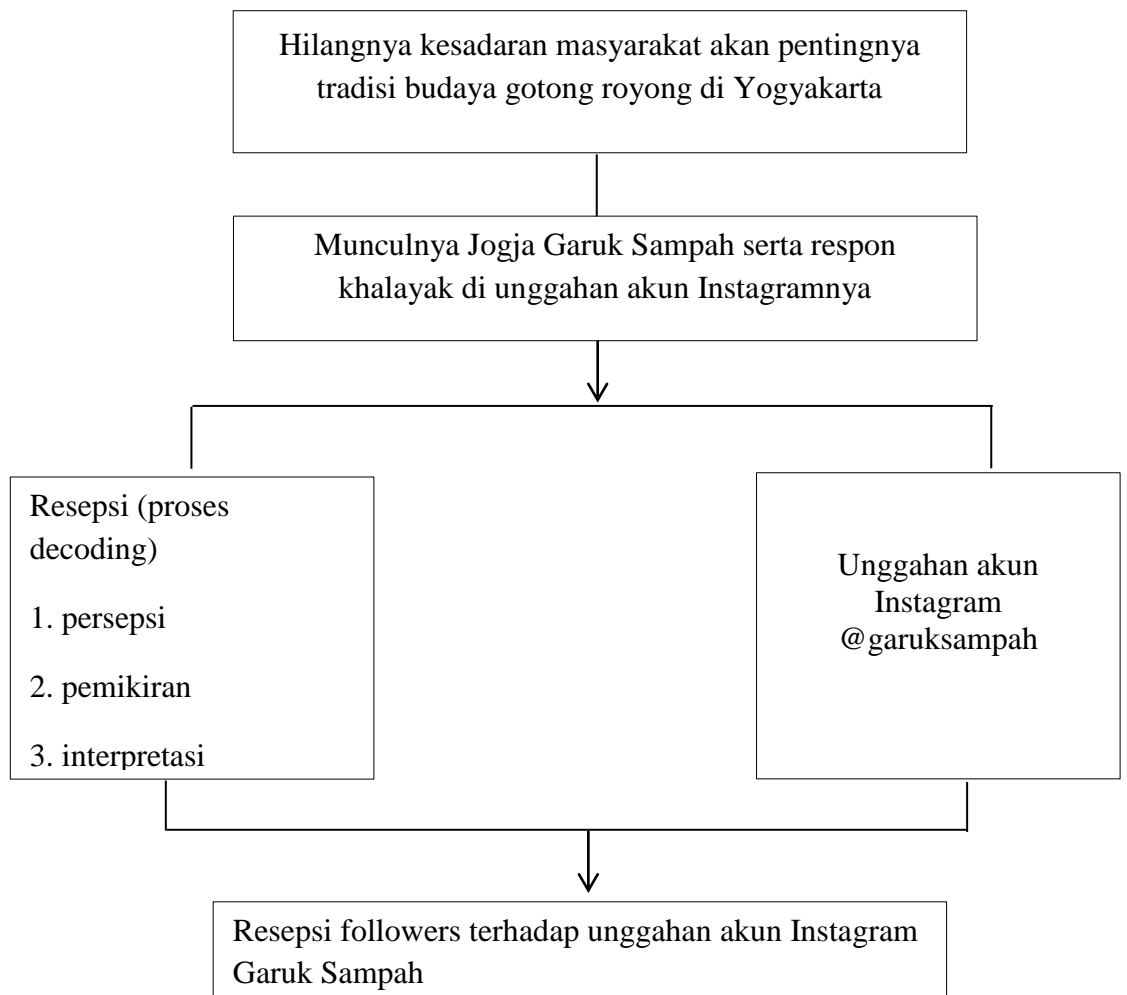 Hilangnya kesadaran masyarakat akan pentingnya
tradisi budaya gotong royong di Yogyakarta
Munculnya Jogja Garuk Sampah serta respon
khalayak di unggahan akun Instagramnya
Resepsi (proses
decoding)
1. persepsi
2. pemikiran
3. interpretasi
Unggahan akun
Instagram
@garuksampah
Resepsi followers terhadap unggahan akun Instagram
Garuk Sampah